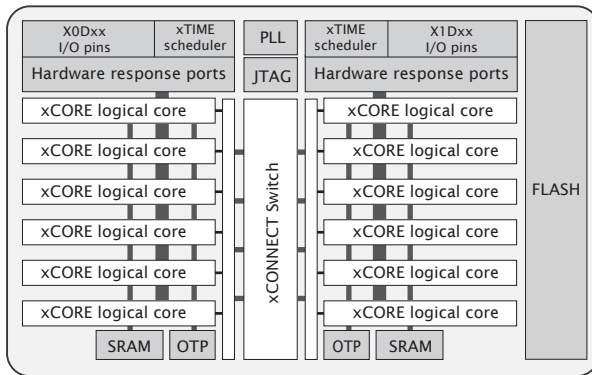 X0Dxx
I/O pins
xTIME
scheduler
PLL
xTIME
scheduler
X1Dxx
I/O pins
Hardware response ports
JTAG
Hardware response ports
xCORE logical core
xCORE logical core
xCORE logical core
xCORE logical core
xCORE logical core
xCORE logical core
SRAM
OTP
xCONNECT Switch
xCORE logical core
xCORE logical core
xCORE logical core
xCORE logical core
xCORE logical core
xCORE logical core
OTP
SRAM
FLASH